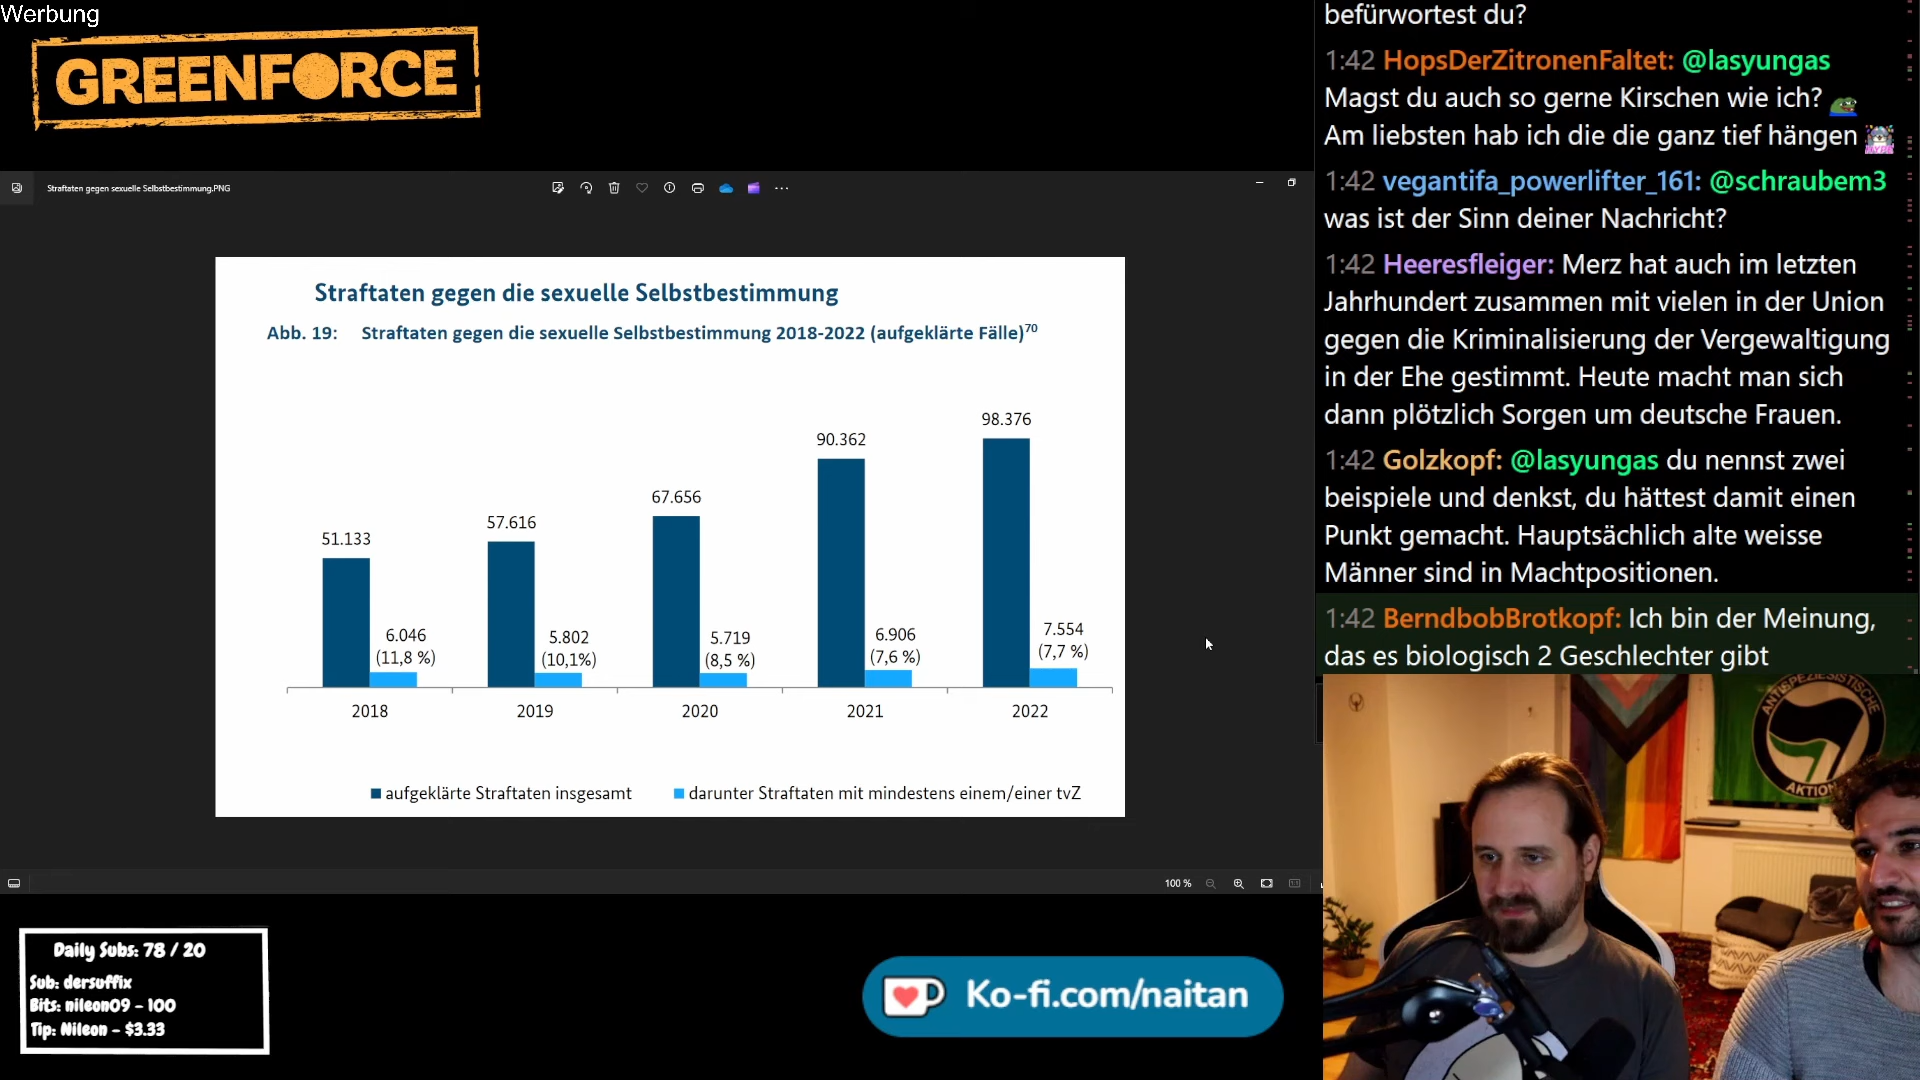 Werbung
GREENFORCE
Straftaten gegen sexuelle Selbstbestimmung.PNG
Straftaten gegen die sexuelle Selbstbestimmung
Abb. 19: Straftaten gegen die sexuelle Selbstbestimmung 2018-2022 (aufgeklärte Fälle)70
98.376
90.362
67.656
57.616
51.133
6.046
(11,8 %)
5.802
(10,1%)
5.719
(8,5 %)
6.906
(7,6 %)
7.554
(7,7 %)
2018 2019 2020 2021 2022
aufgeklärte Straftaten insgesamt darunter Straftaten mit mindestens einem/einer tvZ
100 %
Daily Subs: 78 / 20
Sub: dersuffix
Bits: nileon09 - 100
Tip: Nileon - $3.33
Ko-fi.com/naitan
befürwortest du?
1:42 HopsDerZitronenFaltet: @lasyungas
Magst du auch so gerne Kirschen wie ich?
Am liebsten hab ich die die ganz tief hängen
1:42 vegantifa_powerlifter_161: @schraubem3
was ist der Sinn deiner Nachricht?
1:42 Heeresfleiger: Merz hat auch im letzten
Jahrhundert zusammen mit vielen in der Union
gegen die Kriminalisierung der Vergewaltigung
in der Ehe gestimmt. Heute macht man sich
dann plötzlich Sorgen um deutsche Frauen.
1:42 Golzkopf: @lasyungas du nennst zwei
beispiele und denkst, du hättest damit einen
Punkt gemacht. Hauptsächlich alte weisse
Männer sind in Machtpositionen.
1:42 BerndbobBrotkopf: Ich bin der Meinung,
das es biologisch 2 Geschlechter gibt
ANTISPEZIESISTISCHE
AKTION